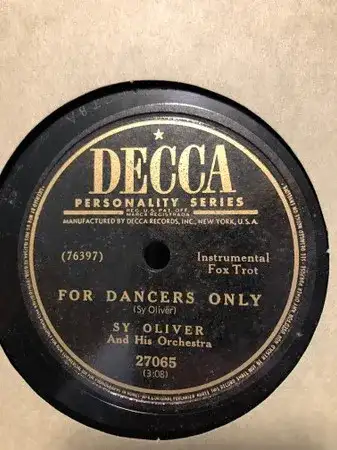 DECCA
PERSONALITY SERIES
REG. U.S. PAT. OFF.
MARCA REGISTRADA
MANUFACTURED BY DECCA RECORDS, INC., NEW YORK, U.S.A.
(76397)
Instrumental
Fox Trot
FOR DANCERS ONLY
(Sy Oliver)
SY OLIVER
And His Orchestra
27065
(3:08)